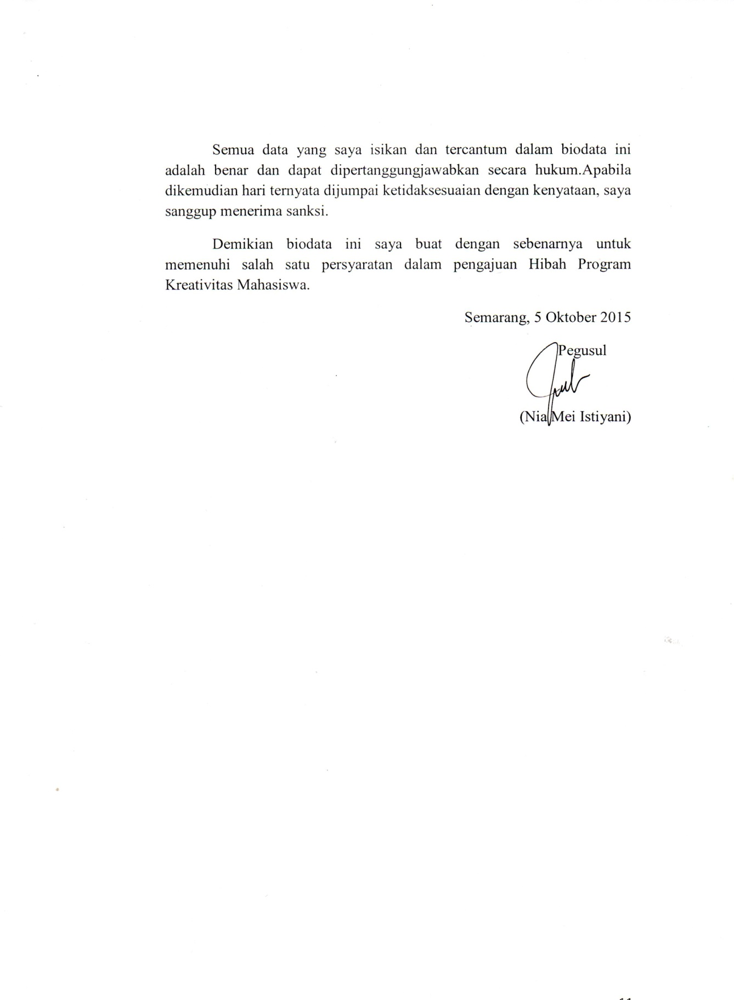 Semua data yang saya isikan dan tercantum dalam biodata ini
adalah benar dan dapat dipertanggungjawabkan secara hukum.Apabila
dikemudian hari ternyata dijumpai ketidaksesuaian dengan kenyataan, saya
sanggup menerima sanksi.
Demikian biodata ini saya buat dengan sebenarnya untuk
memenuhi salah satu persyaratan dalam pengajuan Hibah Program
Kreativitas Mahasiswa.
Semarang, 5 Oktober 2015
Pegusul
(Nia Mei Istiyani)